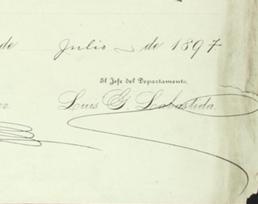 de Julio de 1897
El Jefe del Departamento,
Luis G. Labastida